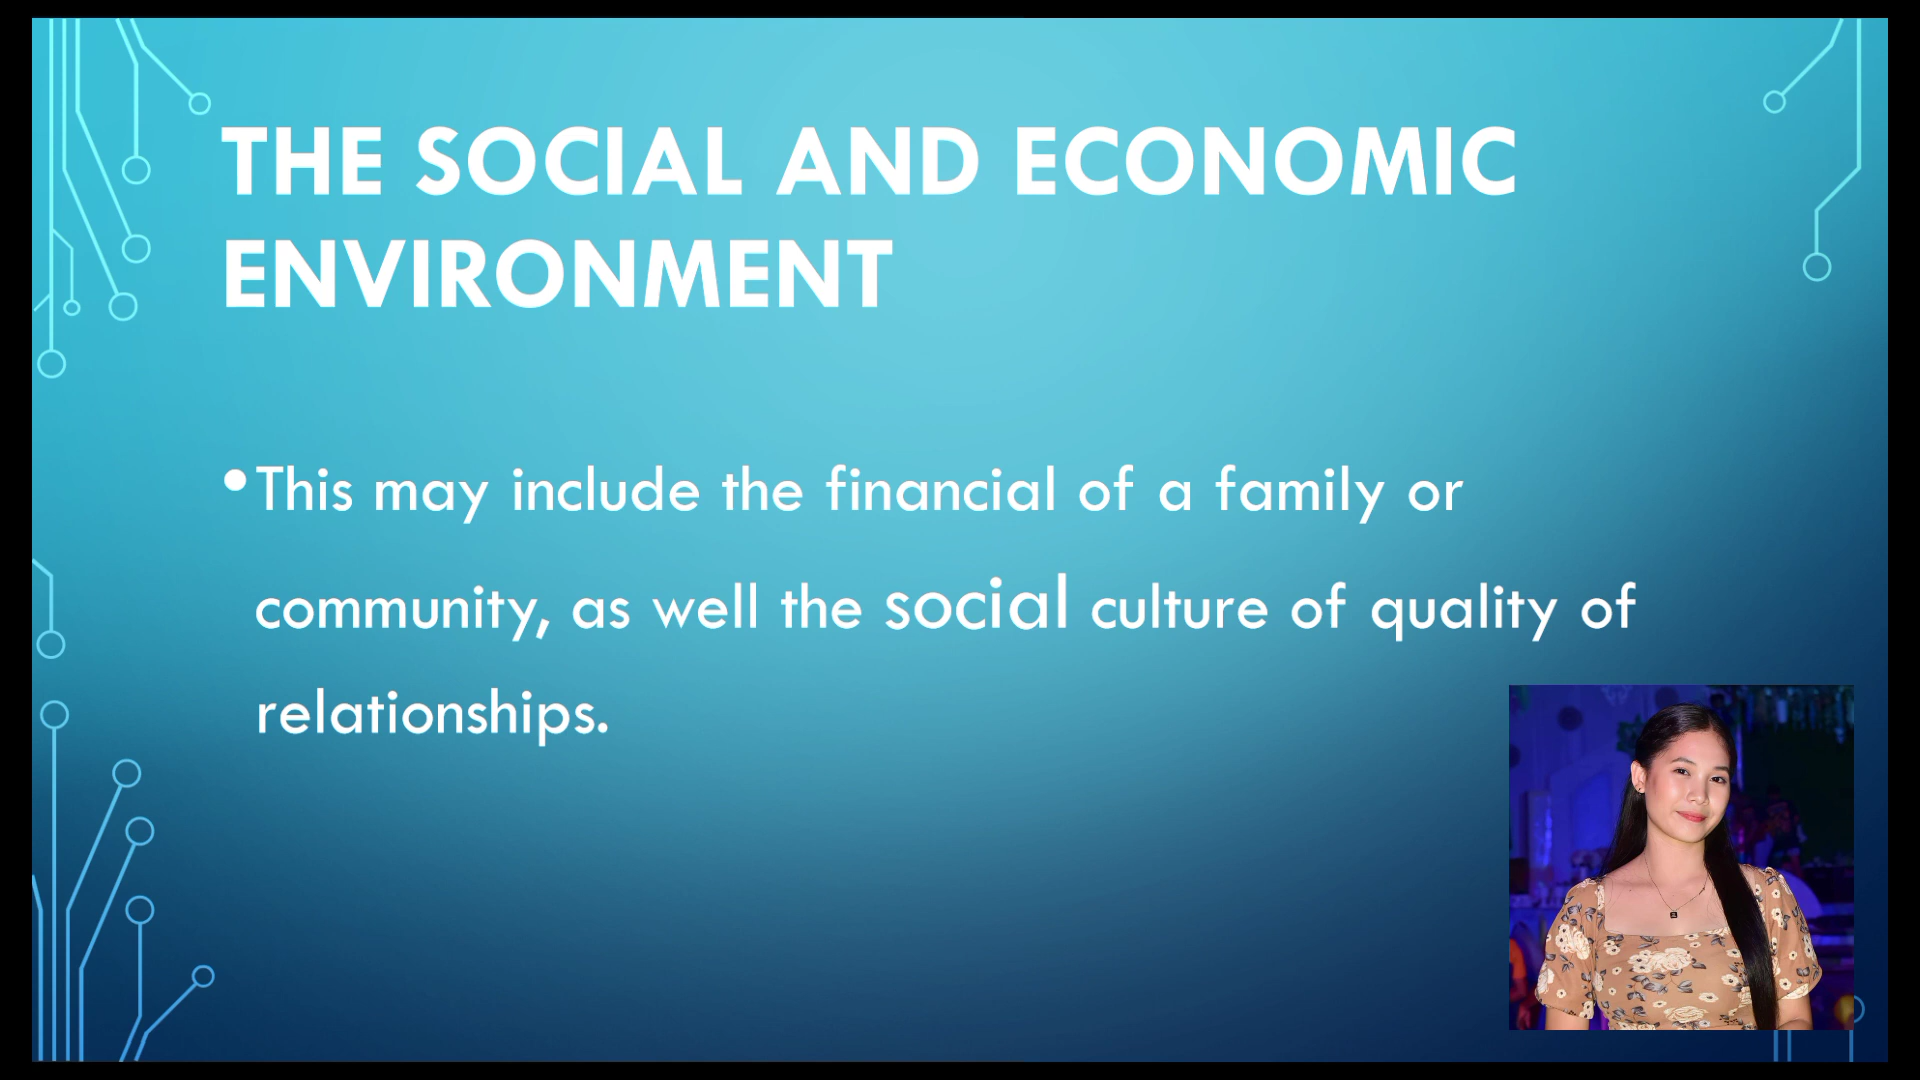 THE SOCIAL AND ECONOMIC
ENVIRONMENT
•This may include the financial of a family or
community, as well the social culture of quality of
relationships.